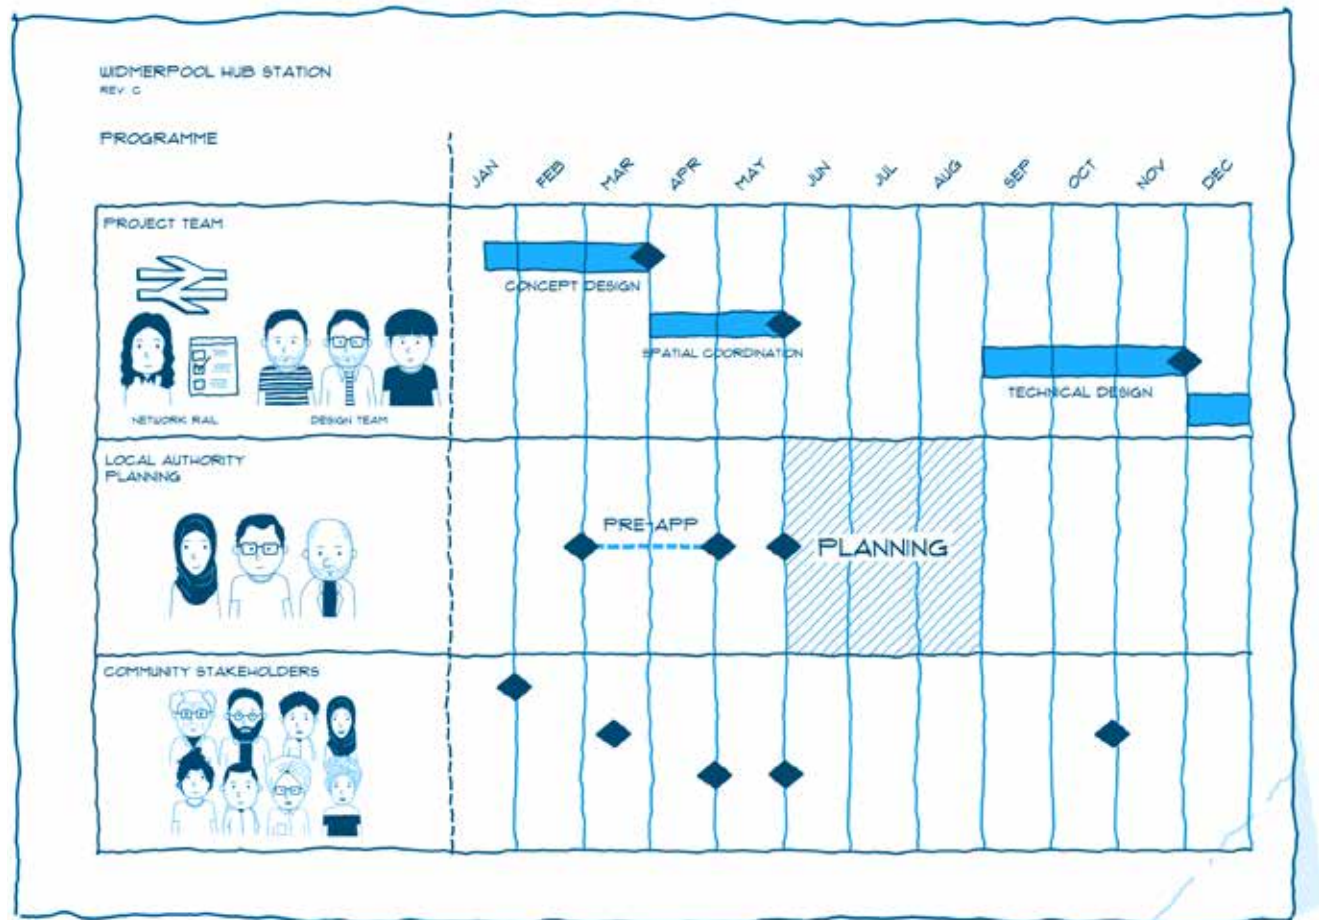 WIDMERPOOL HUB STATION
REV C
PROGRAMME
JAN FEB MAR APR MAY JUN JUL AUG SEP OCT NOV DEC
PROJECT TEAM
CONCEPT DESIGN
SPATIAL COORDINATION
TECHNICAL DESIGN
NETWORK RAIL DESIGN TEAM
LOCAL AUTHORITY
PLANNING
PRE-APP
PLANNING
COMMUNITY STAKEHOLDERS